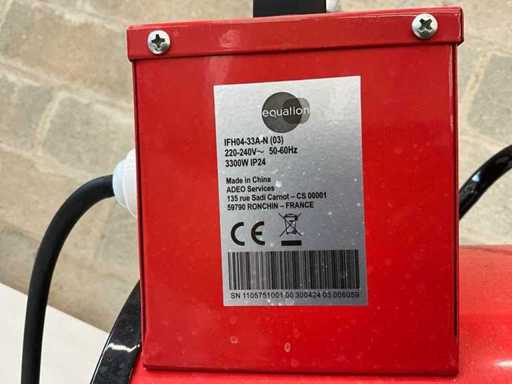 equation
IFH04-33A-N (03)
220-240V~ 50-60Hz
3300W IP24
Made in China
ADEO Services
135 rue Sadi Carnot – CS 00001
59790 RONCHIN – FRANCE
CE
SN 1105751001 00 300424 03 006059